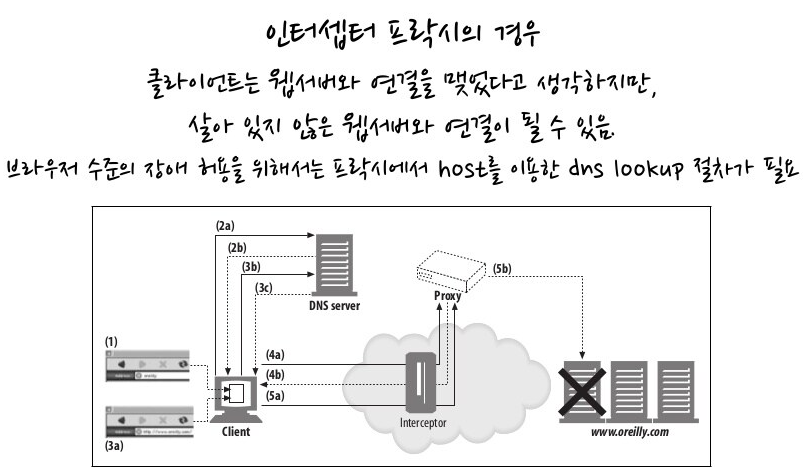 인터셉터 프락시의 경우
클라이언트는 웹서버와 연결을 맺었다고 생각하지만,
살아 있지 않은 웹서버와 연결이 될 수 있음.
브라우저 수준의 장애 허용을 위해서는 프락시에서 host를 이용한 dns lookup 절차가 필요
(2a)
(2b)
(3b)
(3c)
DNS server
Proxy
(5b)
(1)
(4a)
(4b)
(5a)
(3a)
Client
Interceptor
www.oreilly.com